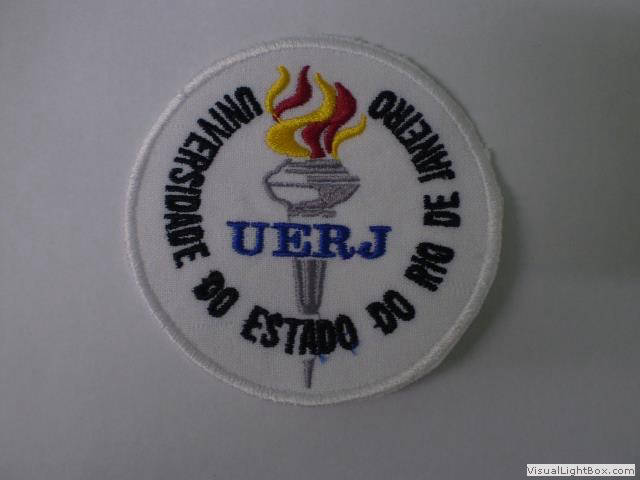 UNIVERSIDADE DO ESTADO DO RIO DE JANEIRO
UERJ
VisualLightBox.com